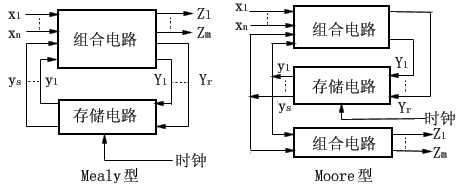 x1
xn
组合电路
Z1
Zm
ys
y1
Y1
Yr
存储电路
时钟
Mealy型
x1
xn
组合电路
Y1
y1
存储电路
ys
Yr
时钟
组合电路
Z1
Zm
Moore型